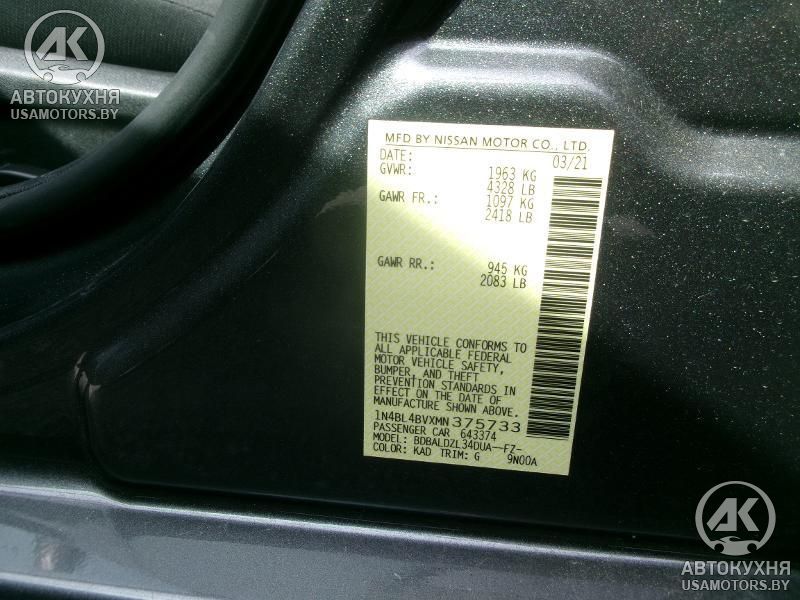 AK
АВТОКУХНЯ
USAMOTORS.BY
MFD BY NISSAN MOTOR CO., LTD.
DATE: 03/21
GVWR: 1963 KG
4328 LB
GAWR FR.: 1097 KG
2418 LB
GAWR RR.: 945 KG
2083 LB
THIS VEHICLE CONFORMS TO
ALL APPLICABLE FEDERAL
MOTOR VEHICLE SAFETY,
BUMPER, AND THEFT
PREVENTION STANDARDS IN
EFFECT ON THE DATE OF
MANUFACTURE SHOWN ABOVE.
1N4BL4BVXMN375733
PASSENGER CAR 643374
MODEL: BDBALDZL34DUA-FZ-
COLOR: KAD TRIM: G 9N00A
AK
АВТОКУХНЯ
USAMOTORS.BY